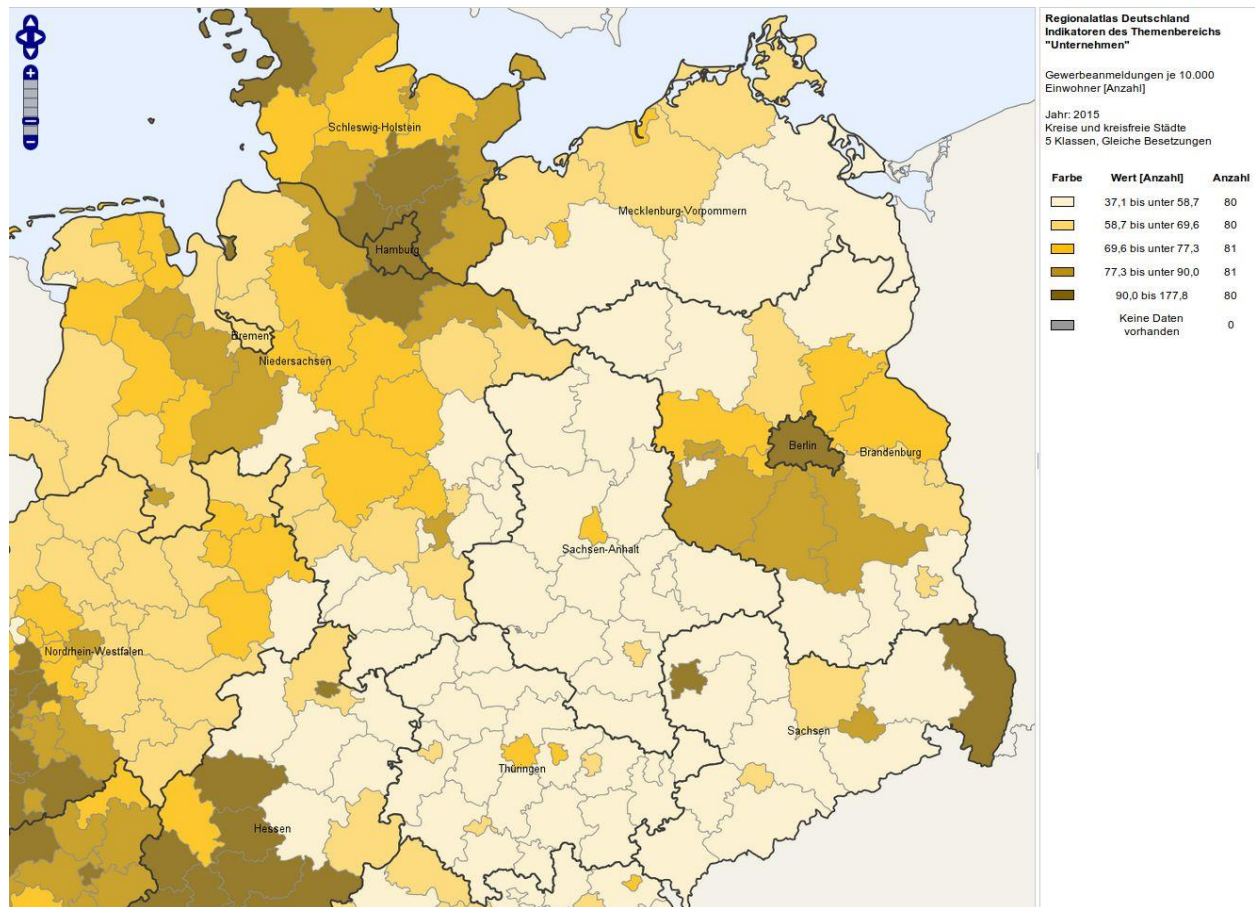 Schleswig-Holstein
Mecklenburg-Vorpommern
Hamburg
Bremen
Niedersachsen
Berlin
Brandenburg
Sachsen-Anhalt
Nordrhein-Westfalen
Sachsen
Thüringen
Hessen
Regionalatlas Deutschland
Indikatoren des Themenbereichs
"Unternehmen"
Gewerbeanmeldungen je 10.000
Einwohner [Anzahl]
Jahr: 2015
Kreise und kreisfreie Städte
5 Klassen, Gleiche Besetzungen
Farbe Wert [Anzahl] Anzahl
37,1 bis unter 58,7 80
58,7 bis unter 69,6 80
69,6 bis unter 77,3 81
77,3 bis unter 90,0 81
90,0 bis 177,8 80
Keine Daten
vorhanden 0